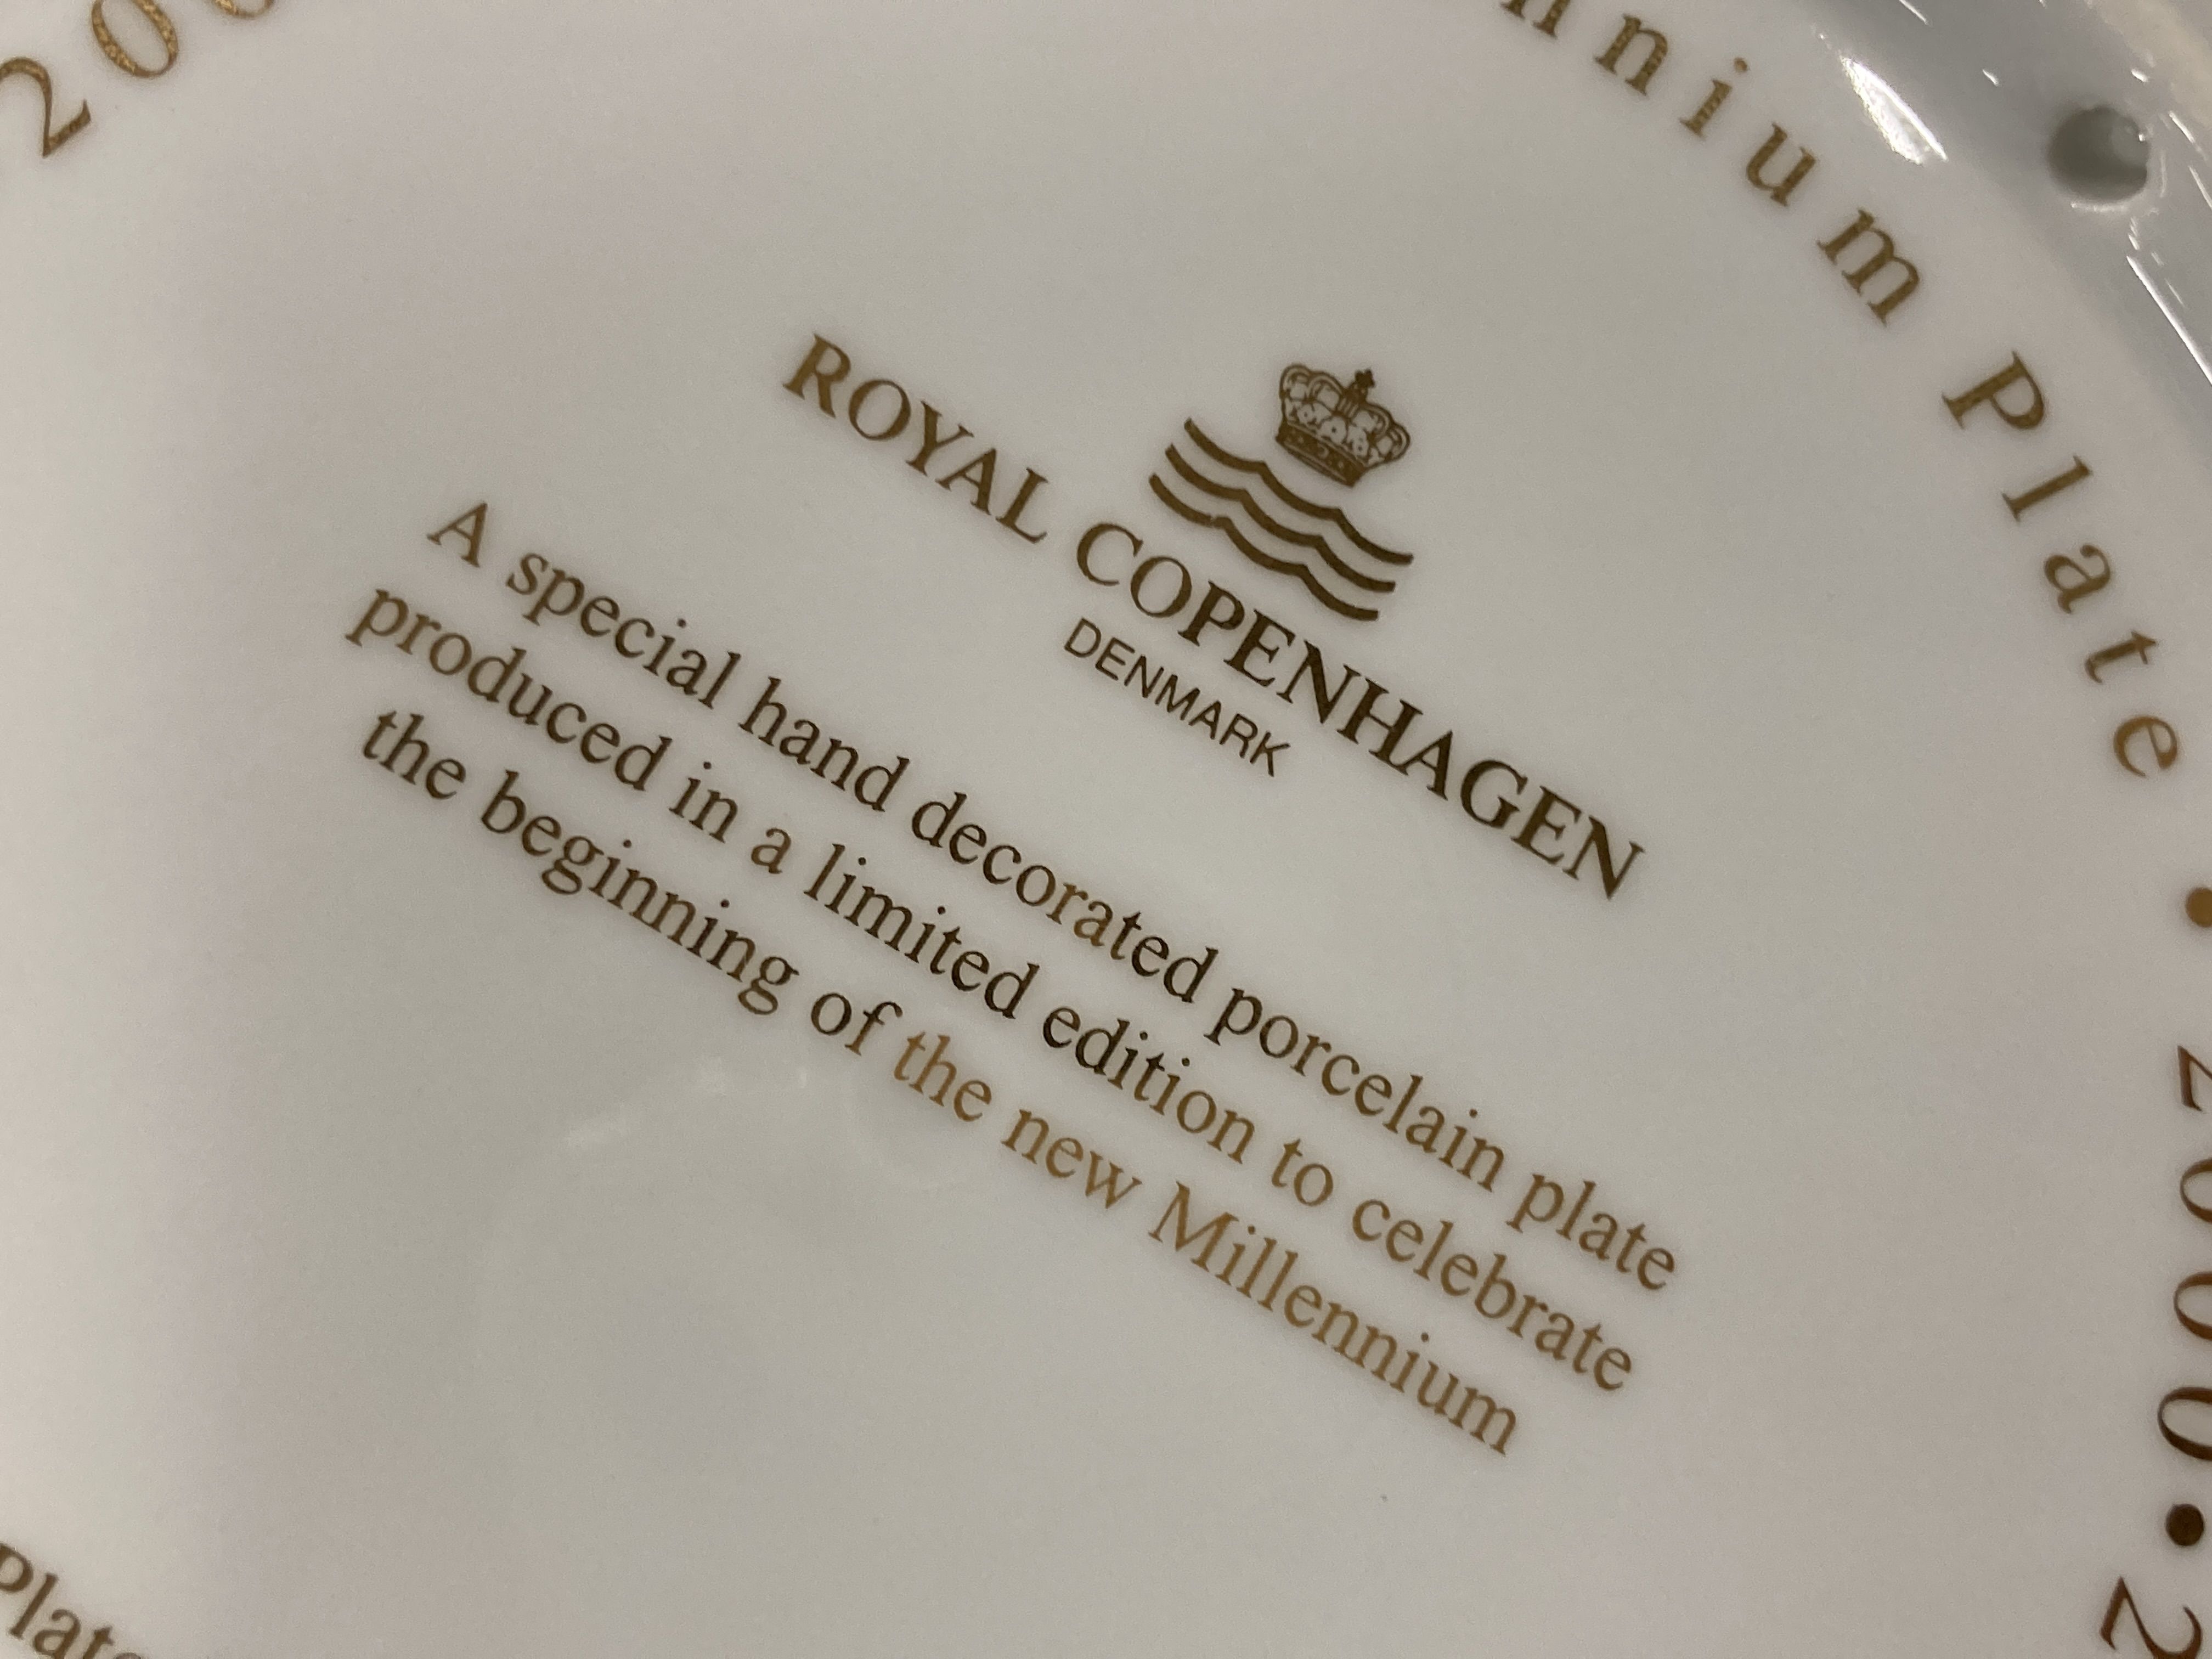 ROYAL COPENHAGEN
DENMARK
A special hand decorated porcelain plate
produced in a limited edition to celebrate
the beginning of the new Millennium
Plate • 2000 • 2